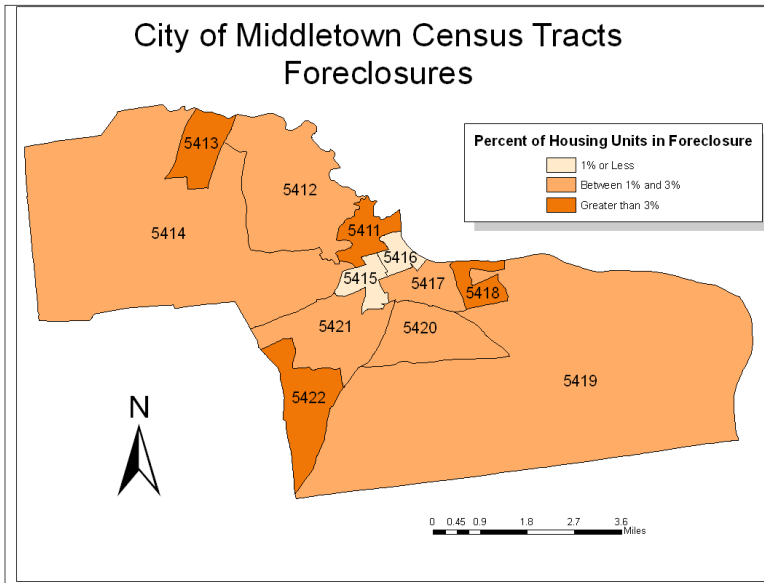 City of Middletown Census Tracts
Foreclosures
Percent of Housing Units in Foreclosure
1% or Less
Between 1% and 3%
Greater than 3%
5413
5412
5414
5411
5416
5415
5417
5418
5421
5420
5419
5422
N
0 0.45 0.9 1.8 2.7 3.6
Miles